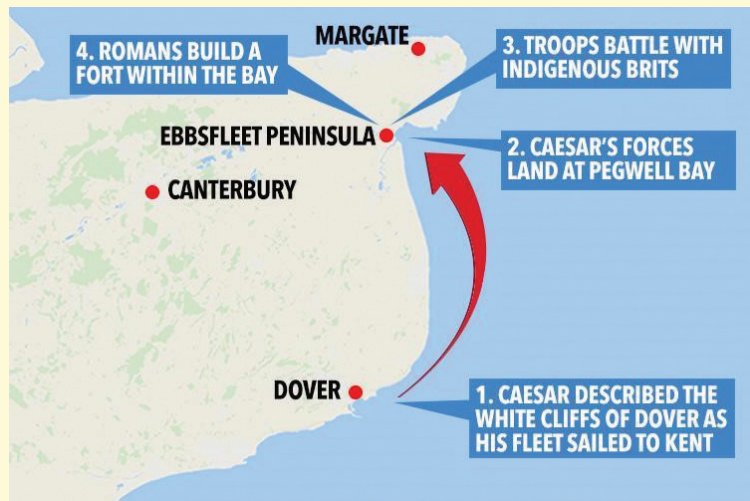 MARGATE
4. ROMANS BUILD A
FORT WITHIN THE BAY
3. TROOPS BATTLE WITH
INDIGENOUS BRITS
EBBSFLEET PENINSULA
2. CAESAR'S FORCES
LAND AT PEGWELL BAY
CANTERBURY
DOVER
1. CAESAR DESCRIBED THE
WHITE CLIFFS OF DOVER AS
HIS FLEET SAILED TO KENT